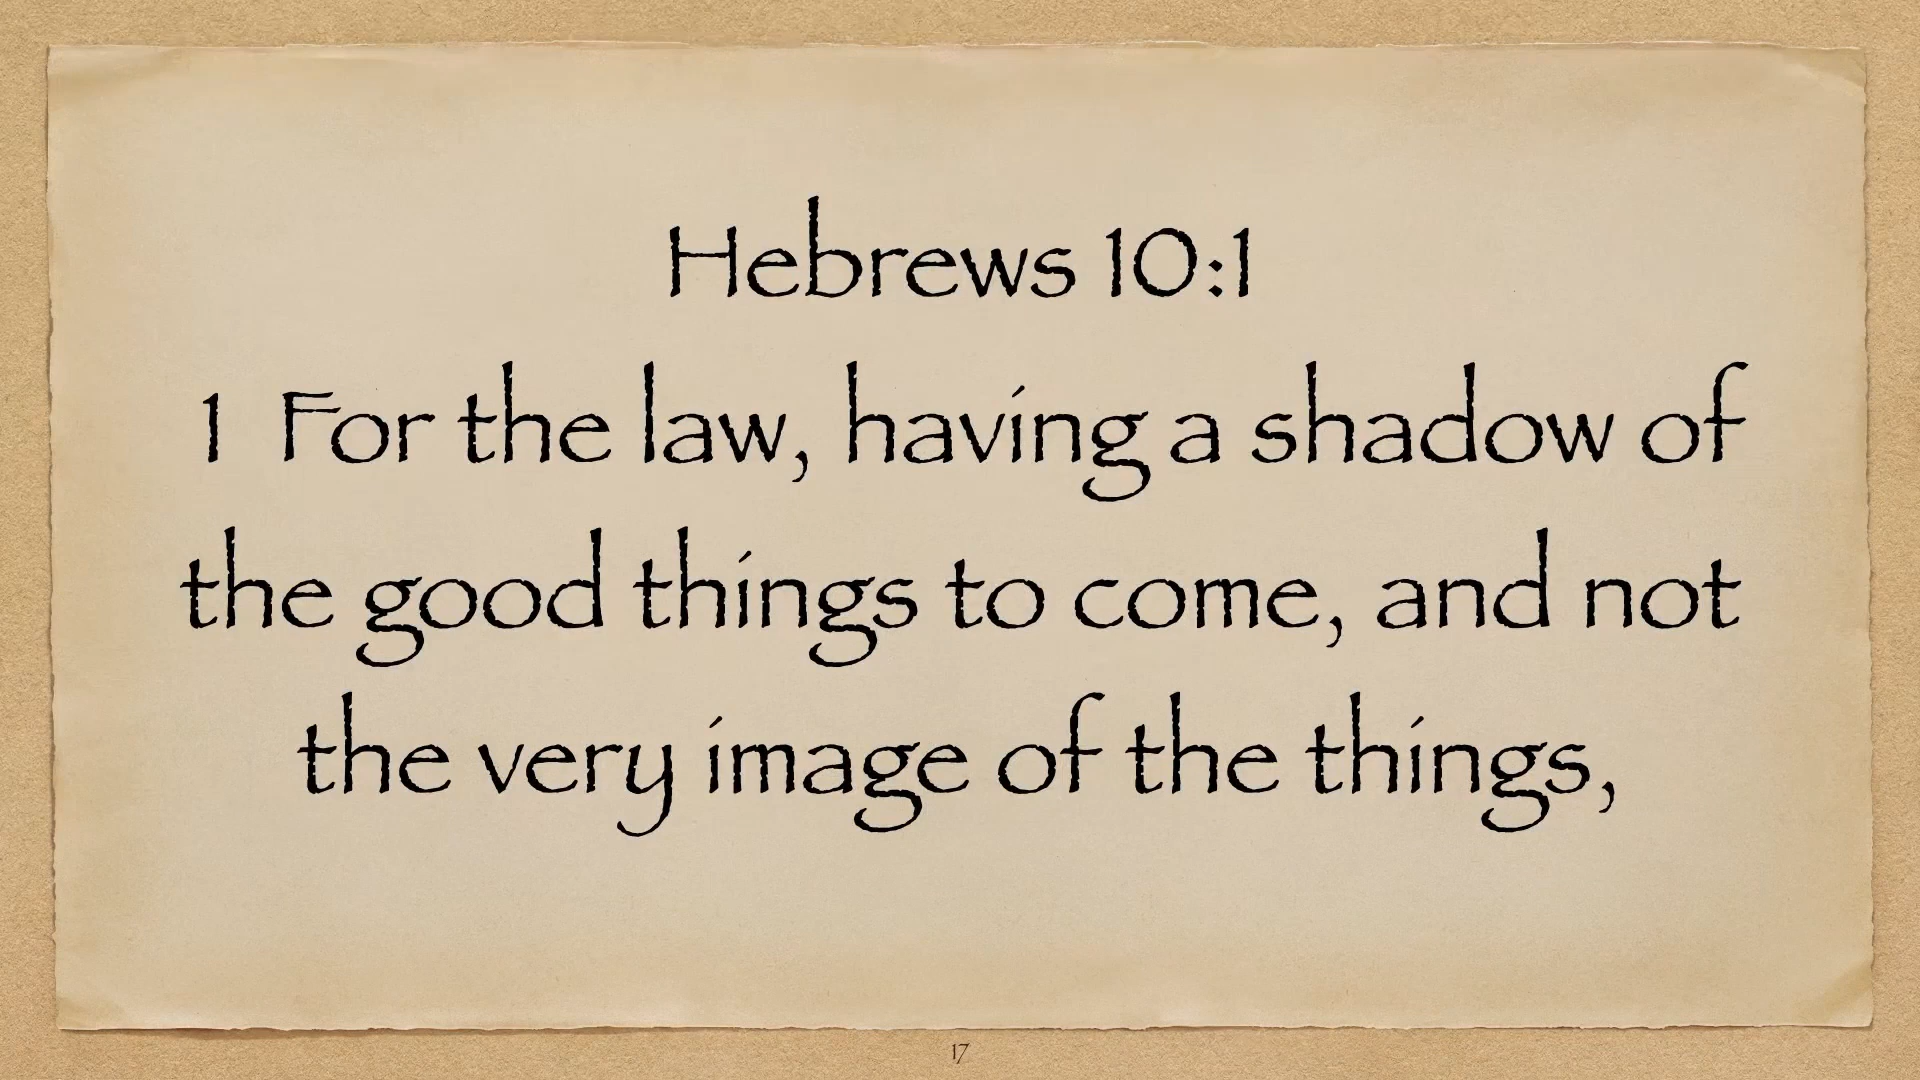 Hebrews 10:1
1 For the law, having a shadow of
the good things to come, and not
the very image of the things,
17